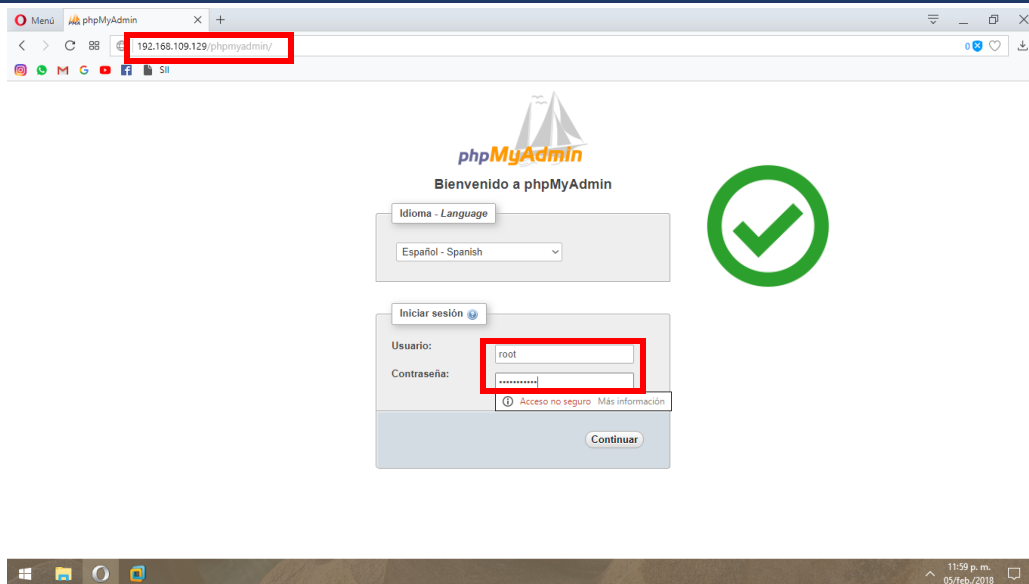 Menú
phpMyAdmin
192.168.109.129/phpmyadmin/
0
SII
phpMyAdmin
Bienvenido a phpMyAdmin
Idioma - Language
Español - Spanish
Iniciar sesión
Usuario:
root
Contraseña:
•••••••••••
Acceso no seguro Más información
Continuar
11:59 p. m.
05/feb./2018